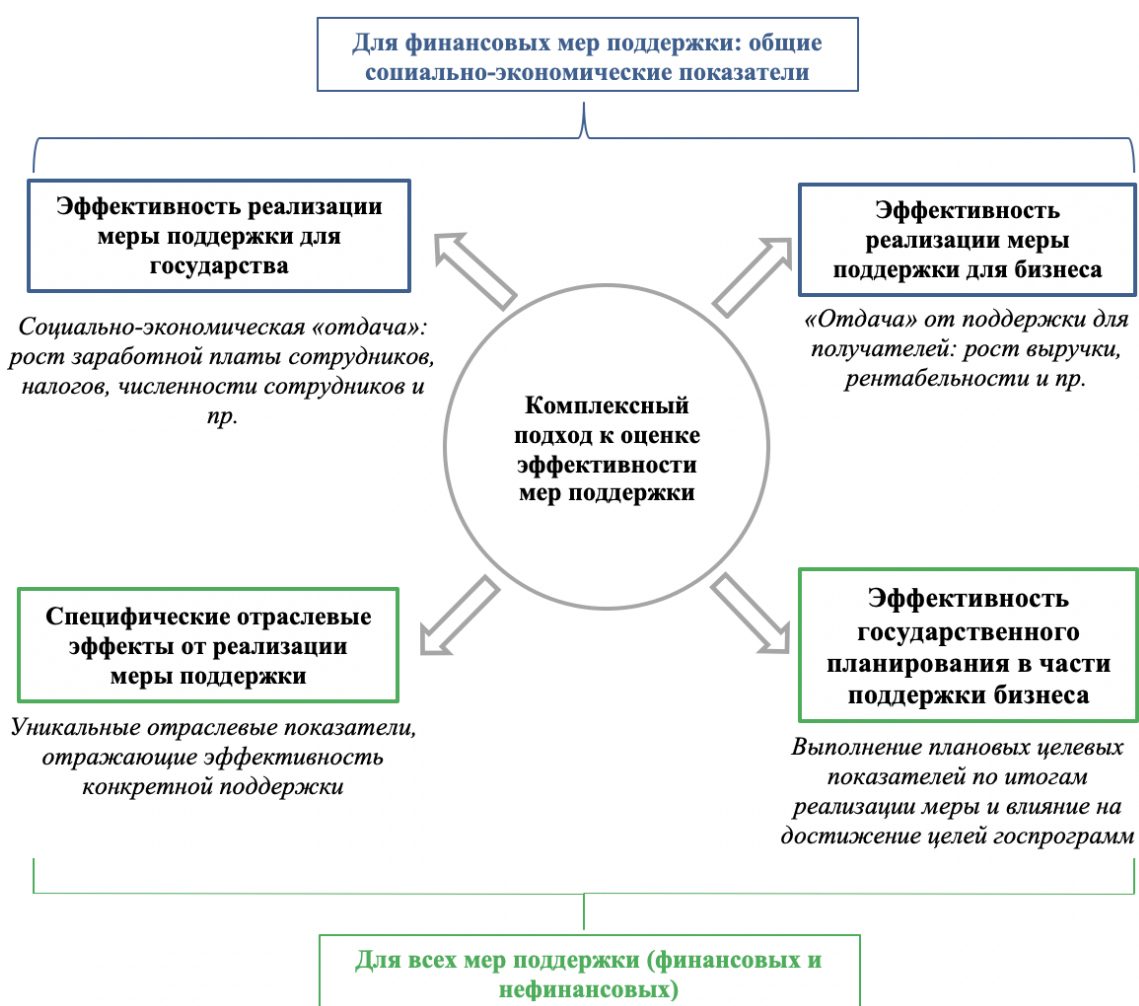 Для финансовых мер поддержки: общие
социально-экономические показатели
Эффективность реализации
меры поддержки для
государства
Социально-экономическая «отдача»:
рост заработной платы сотрудников,
налогов, численности сотрудников и
пр.
Эффективность
реализации меры
поддержки для бизнеса
«Отдача» от поддержки для
получателей: рост выручки,
рентабельности и пр.
Комплексный
подход к оценке
эффективности
мер поддержки
Специфические отраслевые
эффекты от реализации
меры поддержки
Уникальные отраслевые показатели,
отражающие эффективность
конкретной поддержки
Эффективность
государственного
планирования в части
поддержки бизнеса
Выполнение плановых целевых
показателей по итогам
реализации меры и влияние на
достижение целей госпрограмм
Для всех мер поддержки (финансовых и
нефинансовых)